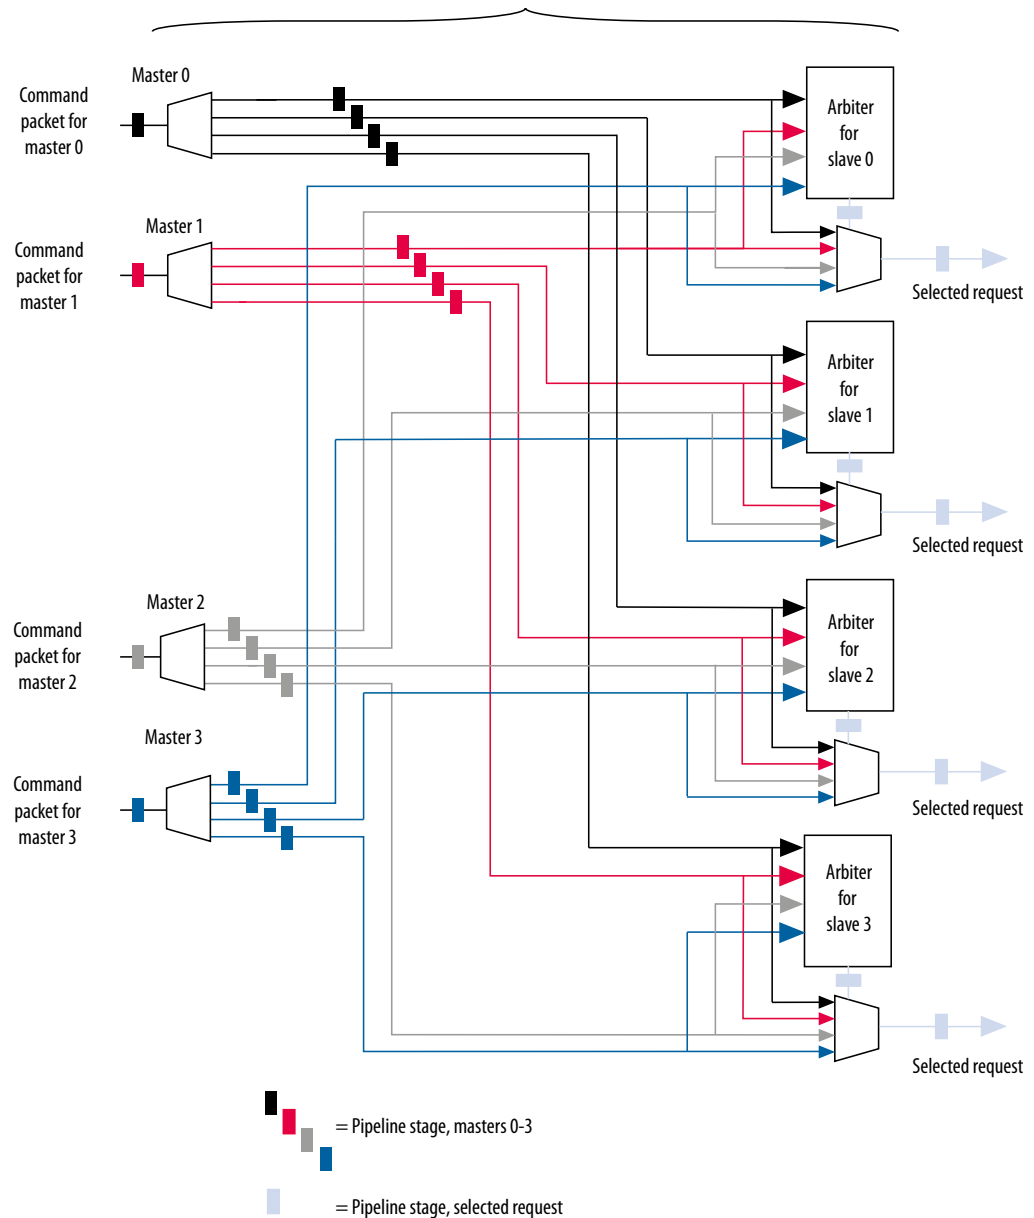 Master 0
Command
packet for
master 0
Arbiter
for
slave 0
Master 1
Command
packet for
master 1
Selected request
Arbiter
for
slave 1
Selected request
Master 2
Command
packet for
master 2
Arbiter
for
slave 2
Master 3
Command
packet for
master 3
Selected request
Arbiter
for
slave 3
Selected request
= Pipeline stage, masters 0-3
= Pipeline stage, selected request